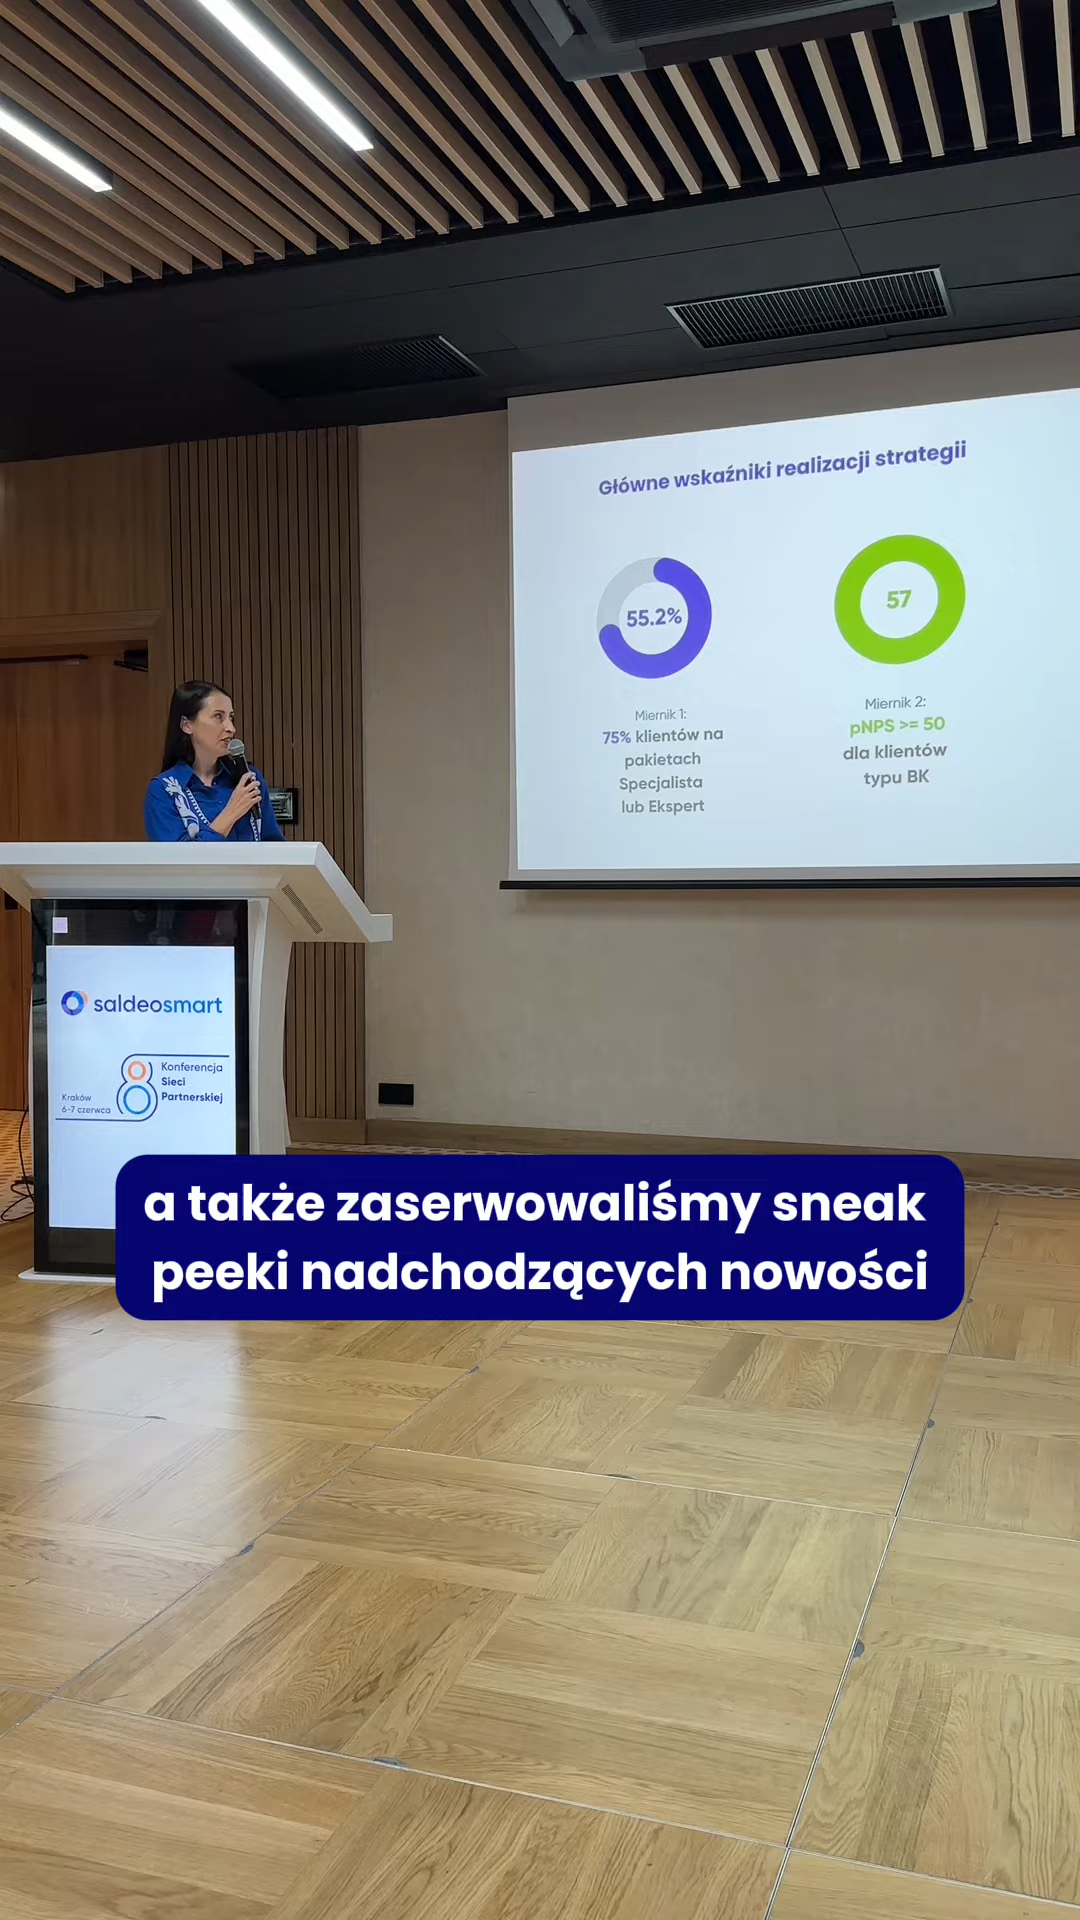 Główne wskaźniki realizacji strategii
55.2%
Miernik 1:
75% klientów na
pakietach
Specjalista
lub Ekspert
57
Miernik 2:
pNPS >= 50
dla klientów
typu BK
saldeosmart
Kraków
6-7 czerwca
8
Konferencja
Sieci
Partnerskiej
a także zaserwowaliśmy sneak
peeki nadchodzących nowości